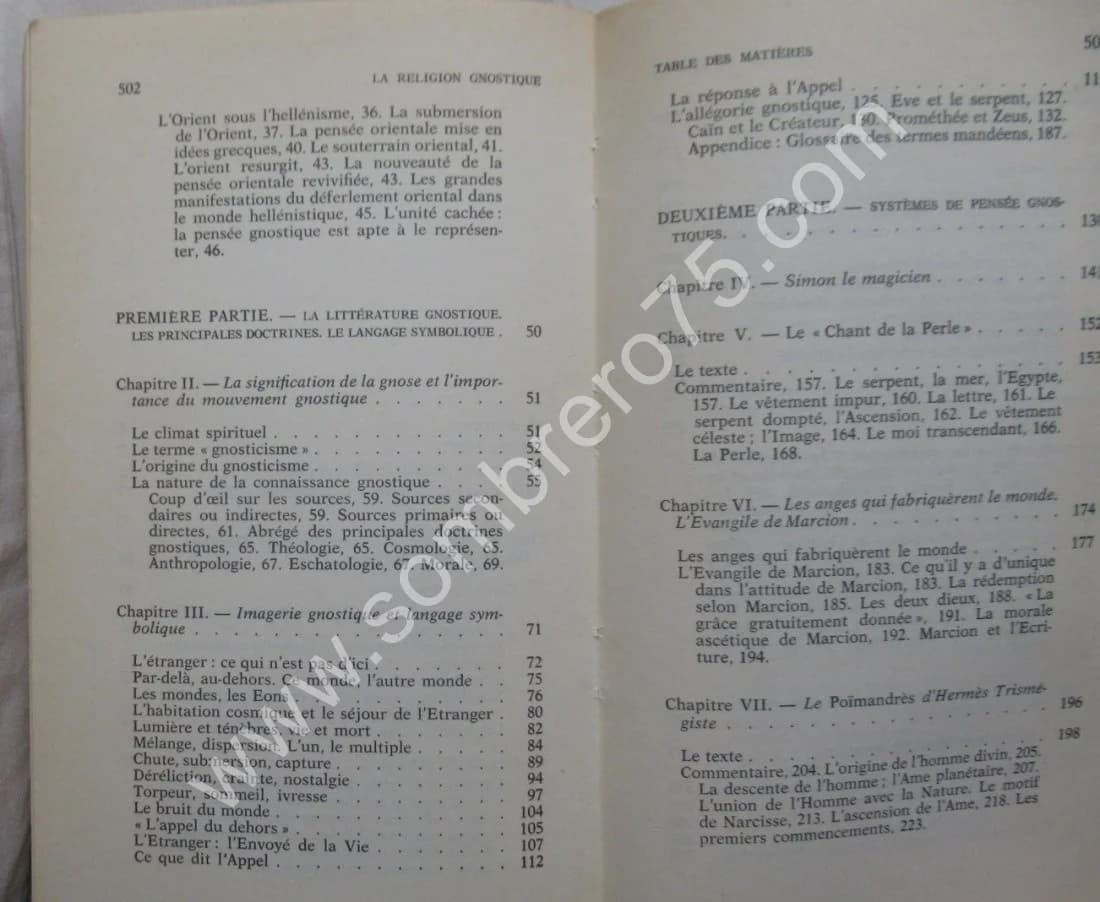 502
LA RELIGION GNOSTIQUE
L'Orient sous l'hellénisme, 36. La submersion
de l'Orient, 37. La pensée orientale mise en
idées grecques, 40. Le souterrain oriental, 41.
L'orient resurgit, 43. La nouveauté de la
pensée orientale revivifiée, 43. Les grandes
manifestations du déferlement oriental dans
le monde hellénistique, 45. L'unité cachée :
la pensée gnostique est apte à le représen-
ter, 46.
PREMIÈRE PARTIE. — LA LITTÉRATURE GNOSTIQUE.
LES PRINCIPALES DOCTRINES. LE LANGAGE SYMBOLIQUE . 50
Chapitre II. — La signification de la gnose et l'impor-
tance du mouvement gnostique . . . . . . . 51
Le climat spirituel . . . . . . . . . . . . 51
Le terme « gnosticisme » . . . . . . . . . . 52
L'origine du gnosticisme . . . . . . . . . . 54
La nature de la connaissance gnostique . . . . 55
Coup d'œil sur les sources, 59. Sources secon-
daires ou indirectes, 59. Sources primaires ou
directes, 61. Abrégé des principales doctrines
gnostiques, 65. Théologie, 65. Cosmologie, 65.
Anthropologie, 67. Eschatologie, 67. Morale, 69.
Chapitre III. — Imagerie gnostique et langage sym-
bolique . . . . . . . . . . . . . . . . 71
L'étranger : ce qui n'est pas d'ici . . . . . . . 72
Par-delà, au-dehors. Ce monde, l'autre monde . . 75
Les mondes, les Eons . . . . . . . . . . . 76
L'habitation cosmique et le séjour de l'Etranger . 80
Lumière et ténèbres, vie et mort . . . . . . . 82
Mélange, dispersion. L'un, le multiple . . . . . 84
Chute, submersion, capture . . . . . . . . . 89
Déréliction, crainte, nostalgie . . . . . . . . 94
Torpeur, sommeil, ivresse . . . . . . . . . 97
Le bruit du monde . . . . . . . . . . . . 104
« L'appel du dehors » . . . . . . . . . . . 105
L'Etranger : l'Envoyé de la Vie . . . . . . . 107
Ce que dit l'Appel . . . . . . . . . . . . 112
TABLE DES MATIÈRES 50
La réponse à l'Appel . . . . . . . . . . . 11
L'allégorie gnostique, 125. Eve et le serpent, 127.
Caïn et le Créateur, 130. Prométhée et Zeus, 132.
Appendice : Glossaire des termes mandéens, 187.
DEUXIÈME PARTIE. — SYSTÈMES DE PENSÉE GNOS-
TIQUES. . . . . . . . . . . . . . . . . 138
Chapitre IV. — Simon le magicien . . . . . . . 141
Chapitre V. — Le « Chant de la Perle » . . . . . 152
Le texte . . . . . . . . . . . . . . . . 153
Commentaire, 157. Le serpent, la mer, l'Egypte,
157. Le vêtement impur, 160. La lettre, 161. Le
serpent dompté, l'Ascension, 162. Le vêtement
céleste ; l'Image, 164. Le moi transcendant, 166.
La Perle, 168.
Chapitre VI. — Les anges qui fabriquèrent le monde.
L'Evangile de Marcion . . . . . . . . . . . 174
Les anges qui fabriquèrent le monde . . . . . 177
L'Evangile de Marcion, 183. Ce qu'il y a d'unique
dans l'attitude de Marcion, 183. La rédemption
selon Marcion, 185. Les deux dieux, 188. « La
grâce gratuitement donnée », 191. La morale
ascétique de Marcion, 192. Marcion et l'Ecri-
ture, 194.
Chapitre VII. — Le Poïmandrès d'Hermès Trismé-
giste . . . . . . . . . . . . . . . . . 196
Le texte . . . . . . . . . . . . . . . . 198
Commentaire, 204. L'origine de l'homme divin, 205.
La descente de l'homme ; l'Ame planétaire, 207.
L'union de l'Homme avec la Nature. Le motif
de Narcisse, 213. L'ascension de l'Ame, 218. Les
premiers commencements, 223.
www.sombrero75.com